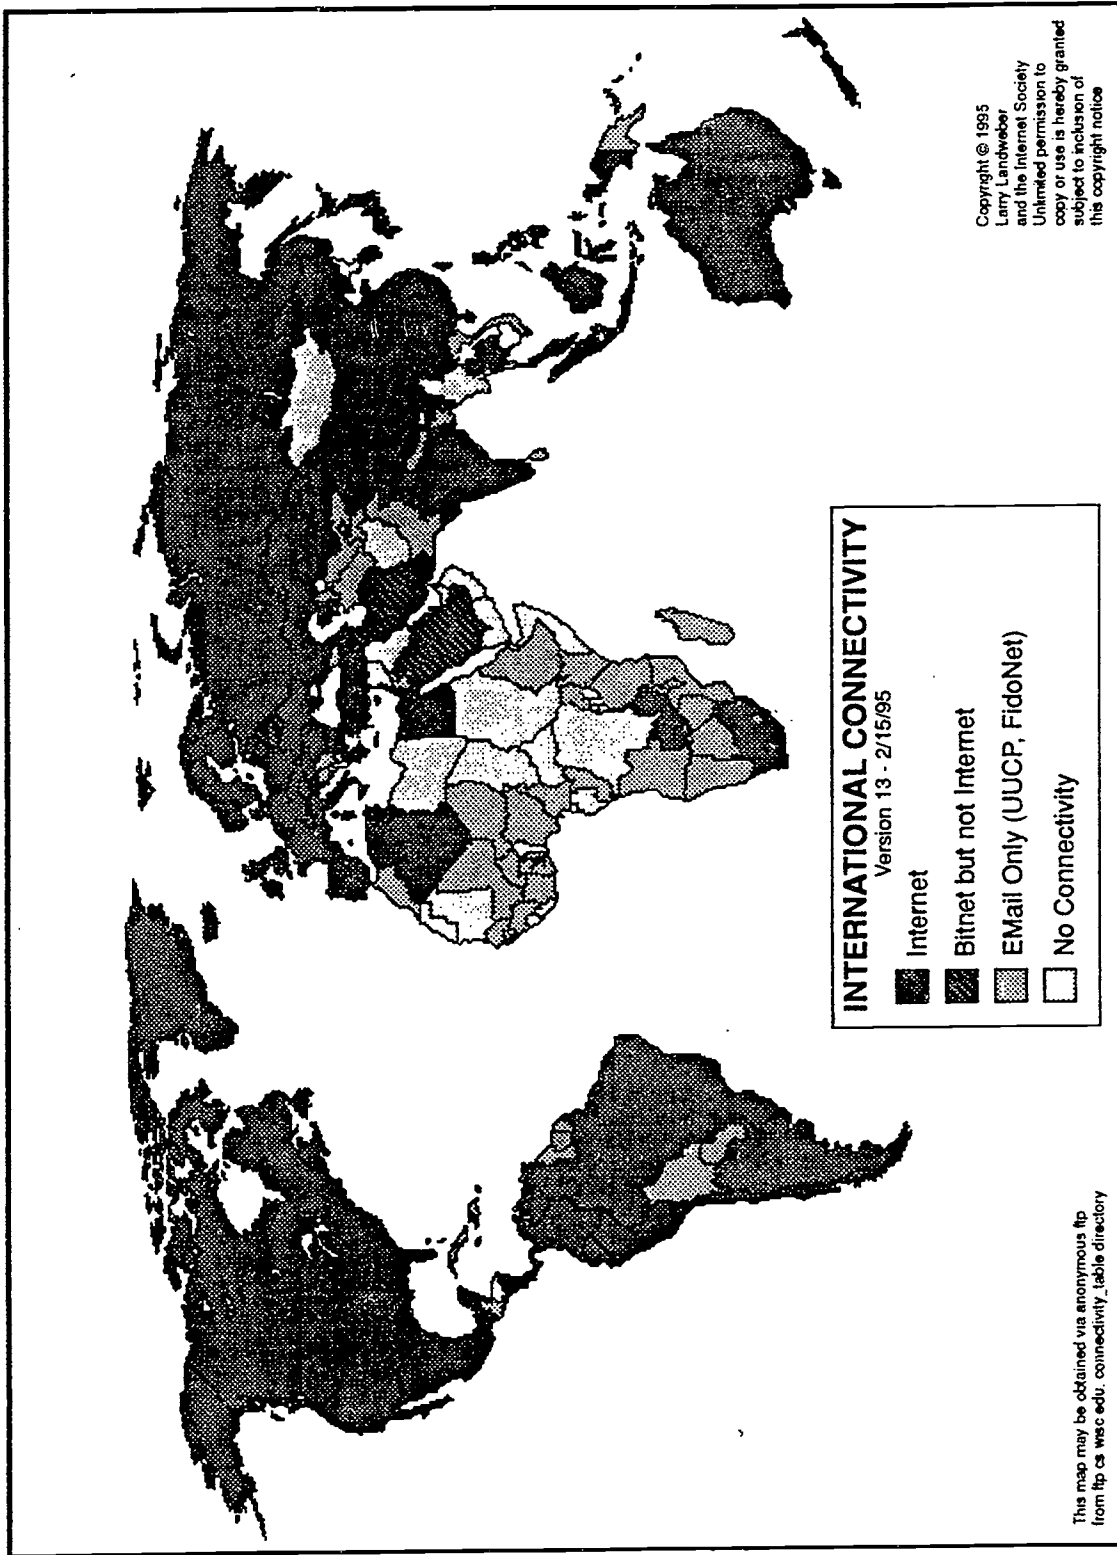 INTERNATIONAL CONNECTIVITY
Version 13 - 2/15/95
Internet
Bitnet but not Internet
EMail Only (UUCP, FidoNet)
No Connectivity
This map may be obtained via anonymous ftp
from ftp cs wisc edu, connectivity_table directory
Copyright © 1995
Larry Landweber
and the Internet Society
Unlimited permission to
copy or use is hereby granted
subject to inclusion of
this copyright notice